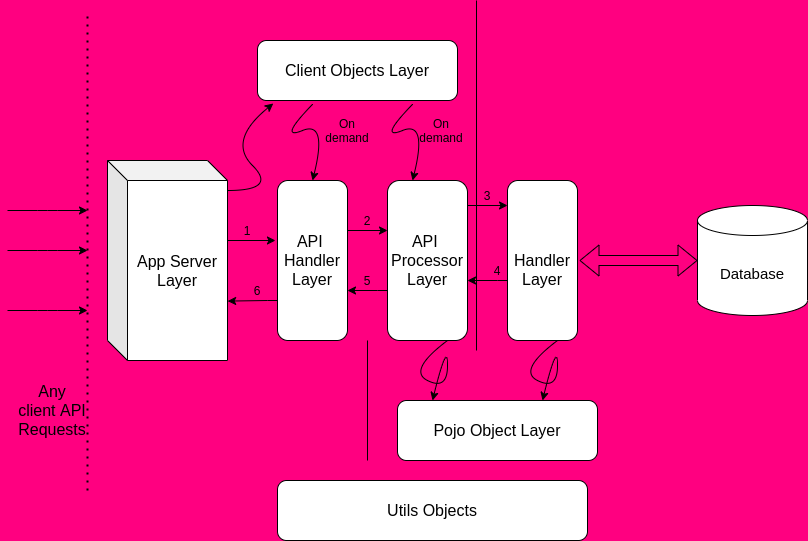 Client Objects Layer
On
demand
On
demand
1
2
3
App Server
Layer
API
Handler
Layer
API
Processor
Layer
Handler
Layer
Database
4
5
6
Any
client API
Requests
Pojo Object Layer
Utils Objects